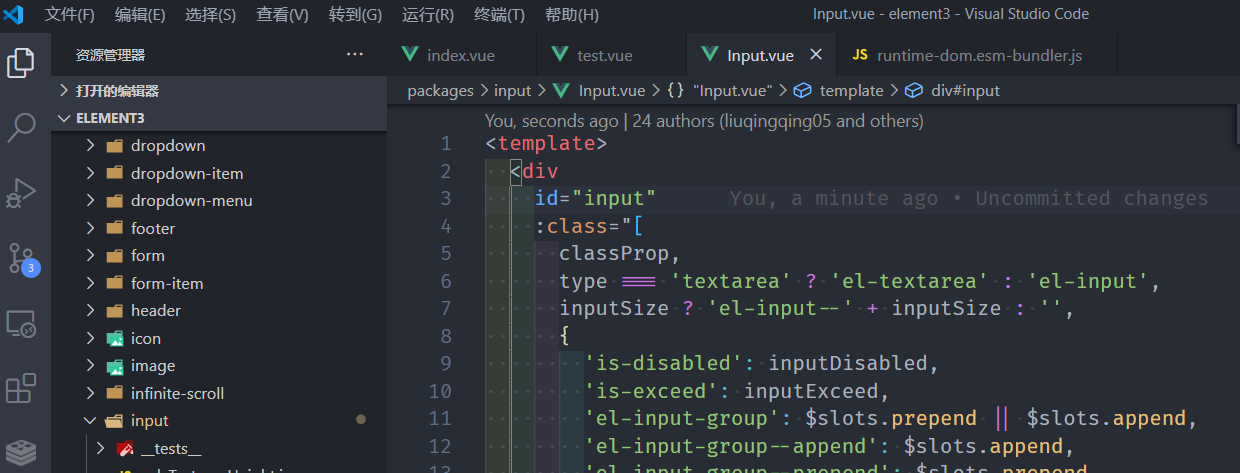 文件(F) 编辑(E) 选择(S) 查看(V) 转到(G) 运行(R) 终端(T) 帮助(H) Input.vue - element3 - Visual Studio Code
资源管理器 ···
打开的编辑器
ELEMENT3
dropdown
dropdown-item
dropdown-menu
footer
form
form-item
header
icon
image
infinite-scroll
input
__tests__
3
index.vue test.vue Input.vue × JS runtime-dom.esm-bundler.js
packages > input > Input.vue > {} "Input.vue" > template > div#input
You, seconds ago | 24 authors (liuqingqing05 and others)
1 <template>
2 <div
3 id="input" You, a minute ago • Uncommitted changes
4 :class="[
5 classProp,
6 type === 'textarea' ? 'el-textarea' : 'el-input',
7 inputSize ? 'el-input--' + inputSize : '',
8 {
9 'is-disabled': inputDisabled,
10 'is-exceed': inputExceed,
11 'el-input-group': $slots.prepend || $slots.append,
12 'el-input-group--append': $slots.append,
13 'el-input-group--prepend': $slots.prepend